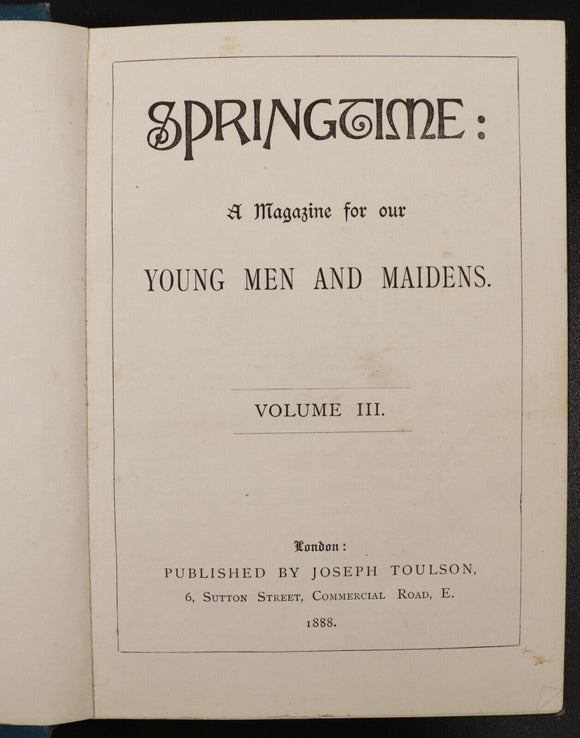 SPRINGTIME:
A Magazine for our
YOUNG MEN AND MAIDENS.
VOLUME III.
London:
PUBLISHED BY JOSEPH TOULSON,
6, SUTTON STREET, COMMERCIAL ROAD, E.
1888.